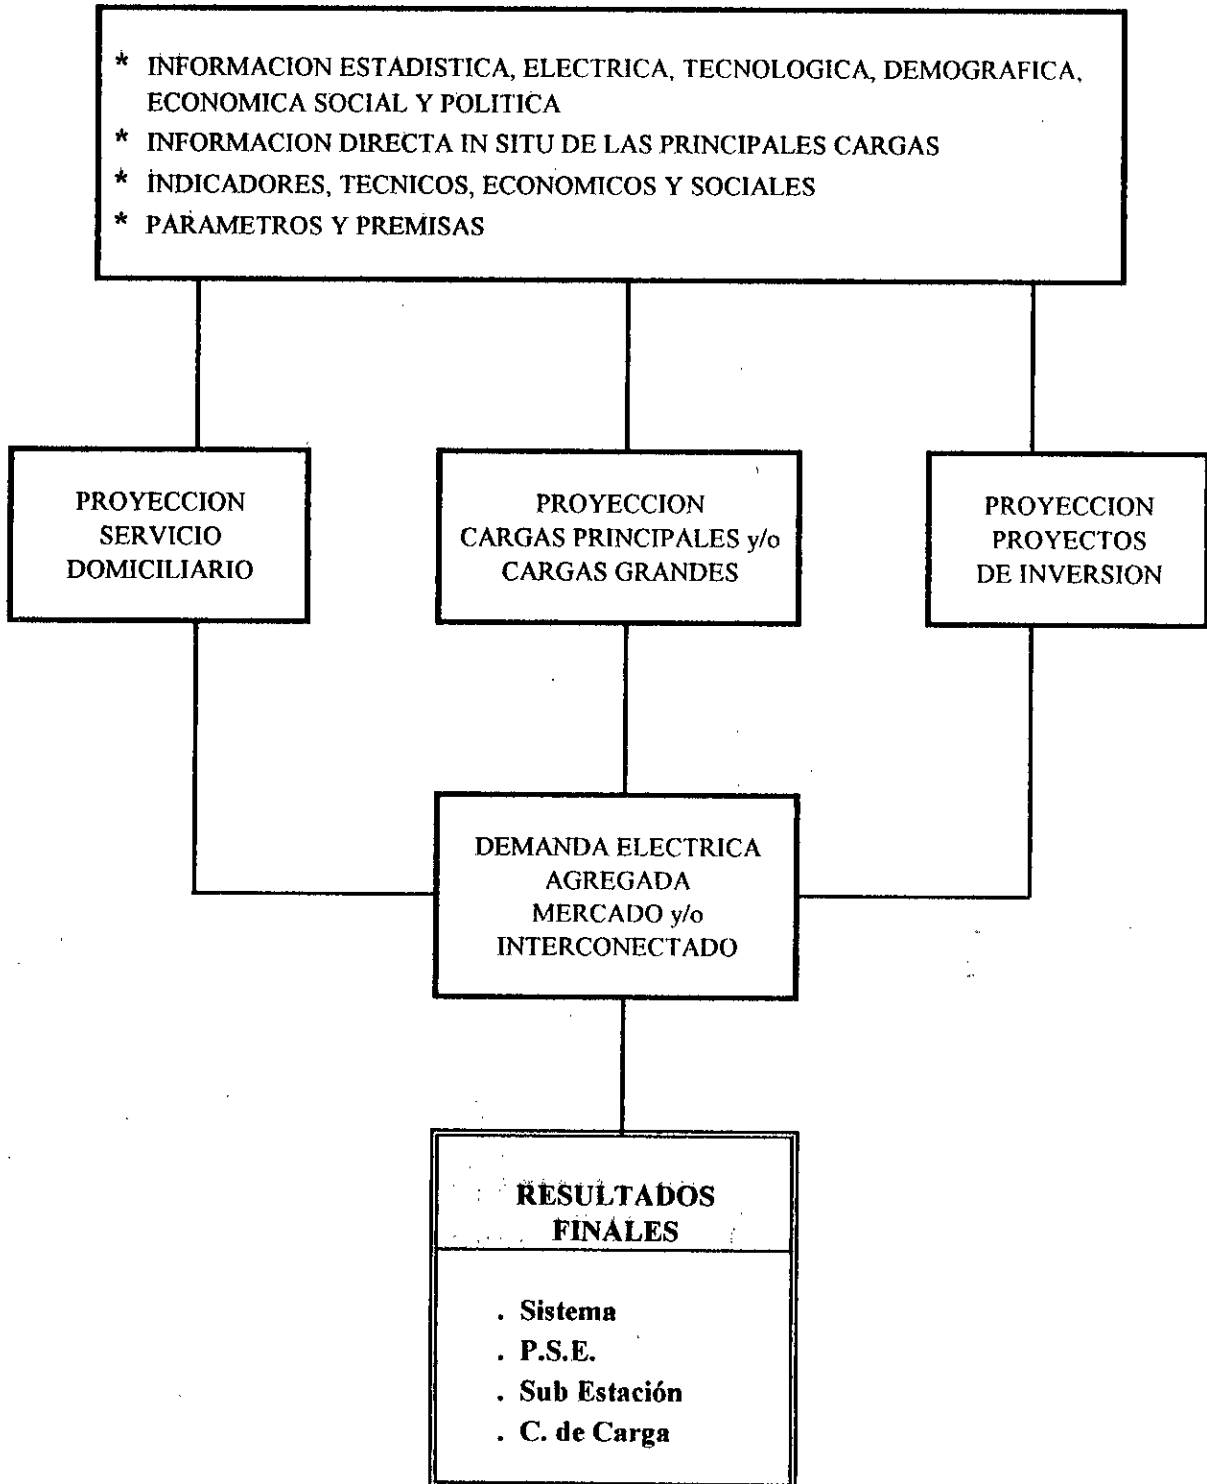 * INFORMACION ESTADISTICA, ELECTRICA, TECNOLOGICA, DEMOGRAFICA,
ECONOMICA SOCIAL Y POLITICA
* INFORMACION DIRECTA IN SITU DE LAS PRINCIPALES CARGAS
* INDICADORES, TECNICOS, ECONOMICOS Y SOCIALES
* PARAMETROS Y PREMISAS
PROYECCION
SERVICIO
DOMICILIARIO
PROYECCION
CARGAS PRINCIPALES y/o
CARGAS GRANDES
PROYECCION
PROYECTOS
DE INVERSION
DEMANDA ELECTRICA
AGREGADA
MERCADO y/o
INTERCONECTADO
RESULTADOS
FINALES
. Sistema
. P.S.E.
. Sub Estación
. C. de Carga